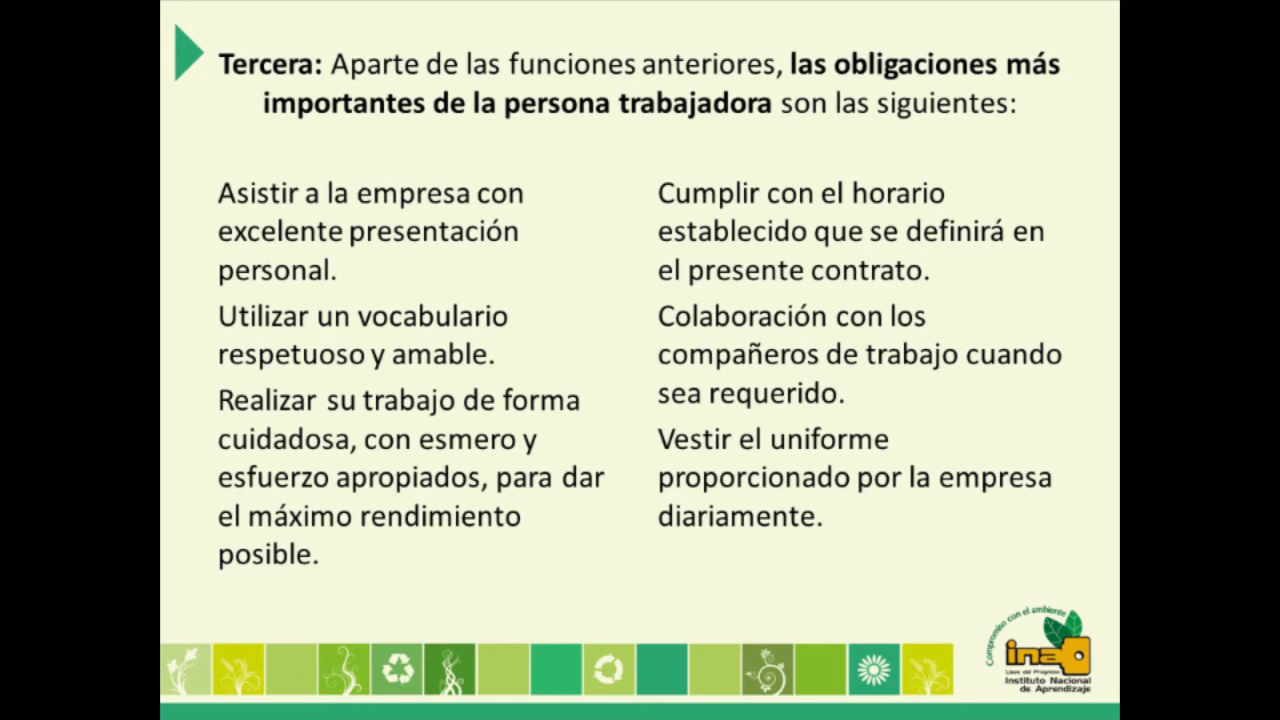 Tercera: Aparte de las funciones anteriores, las obligaciones más
importantes de la persona trabajadora son las siguientes:
Asistir a la empresa con
excelente presentación
personal.
Utilizar un vocabulario
respetuoso y amable.
Realizar su trabajo de forma
cuidadosa, con esmero y
esfuerzo apropiados, para dar
el máximo rendimiento
posible.
Cumplir con el horario
establecido que se definirá en
el presente contrato.
Colaboración con los
compañeros de trabajo cuando
sea requerido.
Vestir el uniforme
proporcionado por la empresa
diariamente.
Compromiso con el ambiente
ina
Llave del Progreso
Instituto Nacional
de Aprendizaje